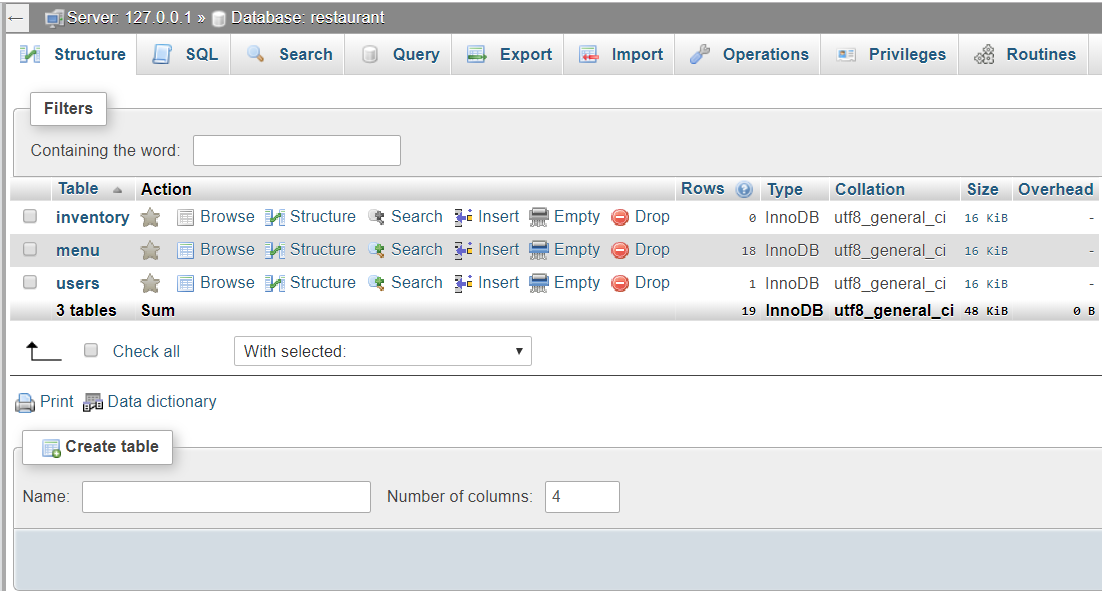 ← Server: 127.0.0.1 » Database: restaurant
Structure SQL Search Query Export Import Operations Privileges Routines
Filters
Containing the word:
Table Action Rows Type Collation Size Overhead
inventory Browse Structure Search Insert Empty Drop 0 InnoDB utf8_general_ci 16 KiB -
menu Browse Structure Search Insert Empty Drop 18 InnoDB utf8_general_ci 16 KiB -
users Browse Structure Search Insert Empty Drop 1 InnoDB utf8_general_ci 16 KiB -
3 tables Sum 19 InnoDB utf8_general_ci 48 KiB 0 B
Check all With selected:
Print Data dictionary
Create table
Name: Number of columns: 4